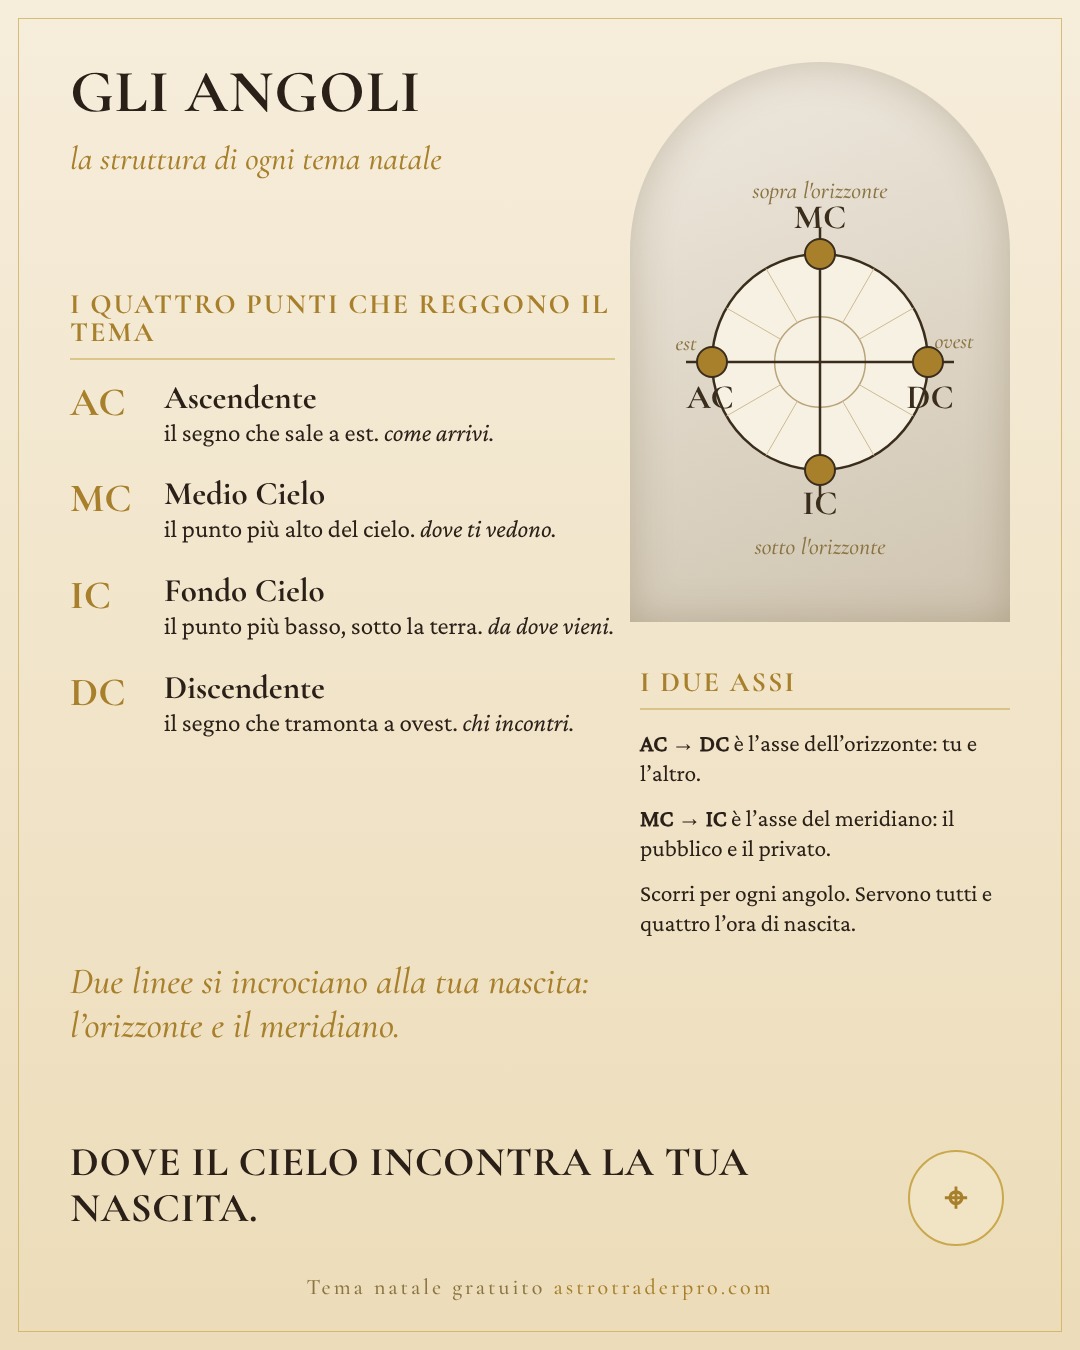 GLI ANGOLI
la struttura di ogni tema natale
I QUATTRO PUNTI CHE REGGONO IL
TEMA
AC
Ascendente
il segno che sale a est. come arrivi.
MC
Medio Cielo
il punto più alto del cielo. dove ti vedono.
IC
Fondo Cielo
il punto più basso, sotto la terra. da dove vieni.
DC
Discendente
il segno che tramonta a ovest. chi incontri.
sopra l'orizzonte
MC
est
ovest
AC
DC
IC
sotto l'orizzonte
I DUE ASSI
AC → DC è l’asse dell’orizzonte: tu e
l’altro.
MC → IC è l’asse del meridiano: il
pubblico e il privato.
Scorri per ogni angolo. Servono tutti e
quattro l’ora di nascita.
Due linee si incrociano alla tua nascita:
l’orizzonte e il meridiano.
DOVE IL CIELO INCONTRA LA TUA
NASCITA.
Tema natale gratuito astrotraderpro.com